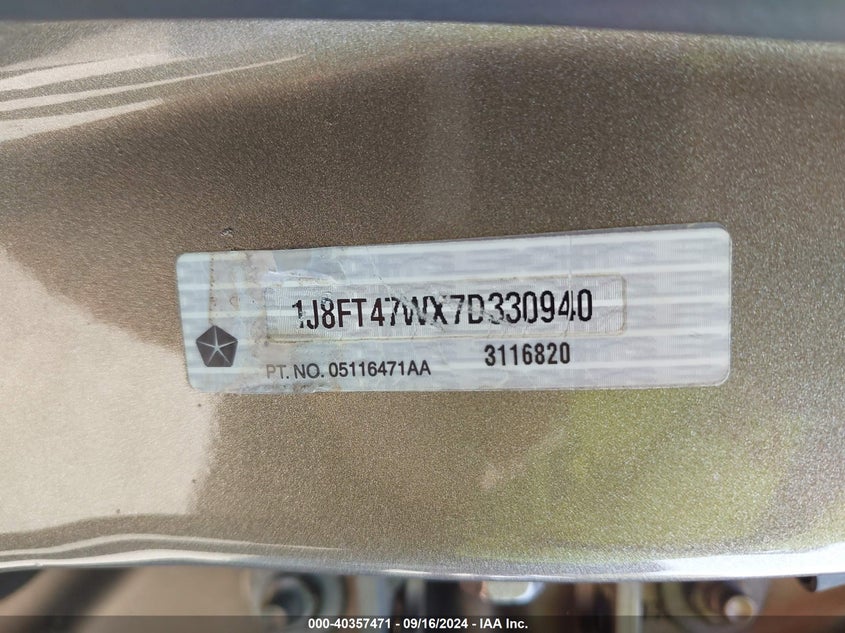 1J8FT47WX7D330940
PT. NO. 05116471AA 3116820
000-40357471 - 09/16/2024 - IAA Inc.